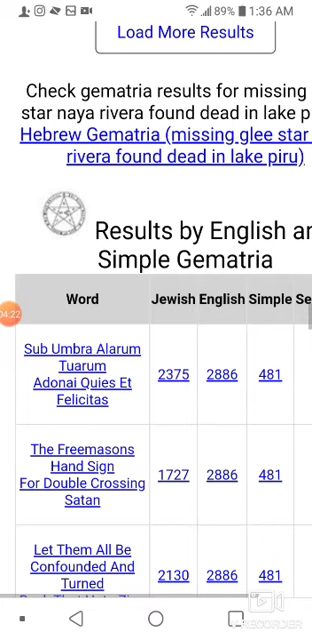 89% 1:36 AM
Load More Results
Check gematria results for missing
star naya rivera found dead in lake p
Hebrew Gematria (missing glee star
rivera found dead in lake piru)
Results by English an
Simple Gematria
Word Jewish English Simple Se
04:22
Sub Umbra Alarum
Tuarum
Adonai Quies Et
Felicitas
2375 2886 481
The Freemasons
Hand Sign
For Double Crossing
Satan
1727 2886 481
Let Them All Be
Confounded And
Turned
2130 2886 481